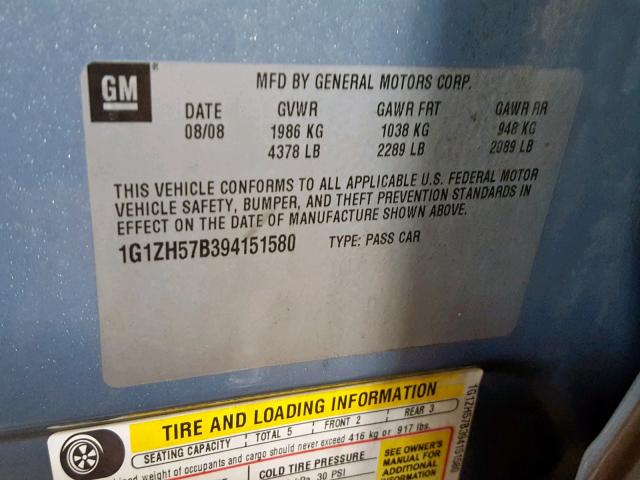 GM
®
MFD BY GENERAL MOTORS CORP.
DATE GVWR GAWR FRT GAWR RR
08/08 1986 KG 1038 KG 948 KG
4378 LB 2289 LB 2089 LB
THIS VEHICLE CONFORMS TO ALL APPLICABLE U.S. FEDERAL MOTOR
VEHICLE SAFETY, BUMPER, AND THEFT PREVENTION STANDARDS IN
EFFECT ON THE DATE OF MANUFACTURE SHOWN ABOVE.
1G1ZH57B394151580 TYPE: PASS CAR
TIRE AND LOADING INFORMATION
SEATING CAPACITY TOTAL 5 FRONT 2 REAR 3
weight of occupants and cargo should never exceed 416 kg or 917 lbs.
COLD TIRE PRESSURE
30 PSI
SEE OWNER'S
MANUAL FOR
ADDITIONAL
INFORMATION
1G1ZH57B394151580